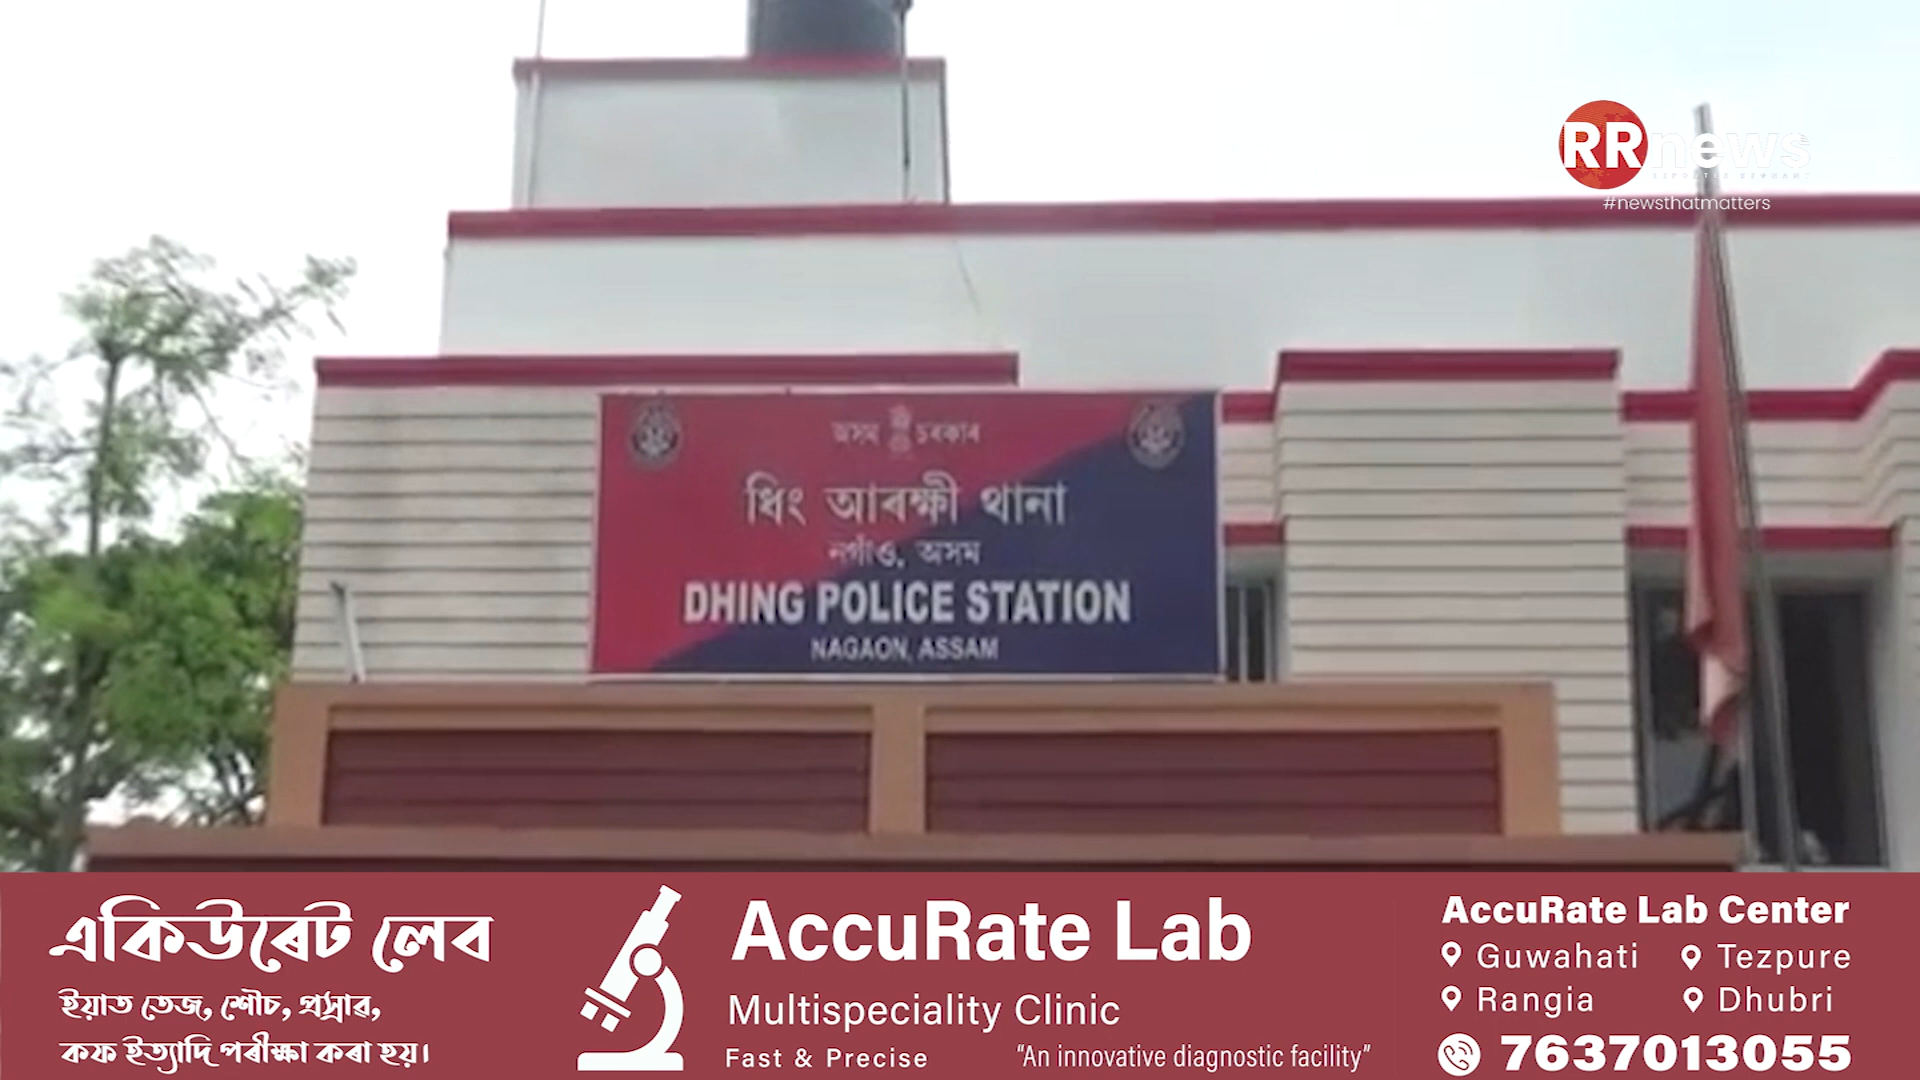 RRnews
#newsthatmatters
অসম চৰকাৰ
ধিং আৰক্ষী থানা
নগাঁও, অসম
DHING POLICE STATION
NAGAON, ASSAM
একিউৰেট লেব
ইয়াত তেজ, শৌচ, প্ৰস্ৰাৱ,
কফ ইত্যাদি পৰীক্ষা কৰা হয়।
AccuRate Lab
Multispeciality Clinic
Fast & Precise
"An innovative diagnostic facility"
AccuRate Lab Center
Guwahati Tezpure
Rangia Dhubri
7637013055